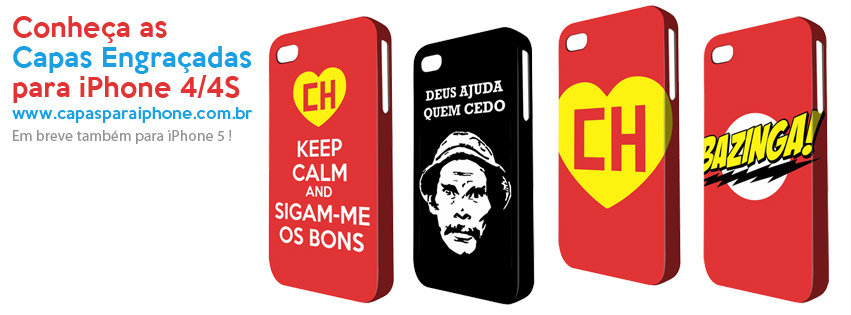 Conheça as
Capas Engraçadas
para iPhone 4/4S
www.capasparaiphone.com.br
Em breve também para iPhone 5 !
CH
KEEP
CALM
AND
SIGAM-ME
OS BONS
DEUS AJUDA
QUEM CEDO
CH
BAZINGA!